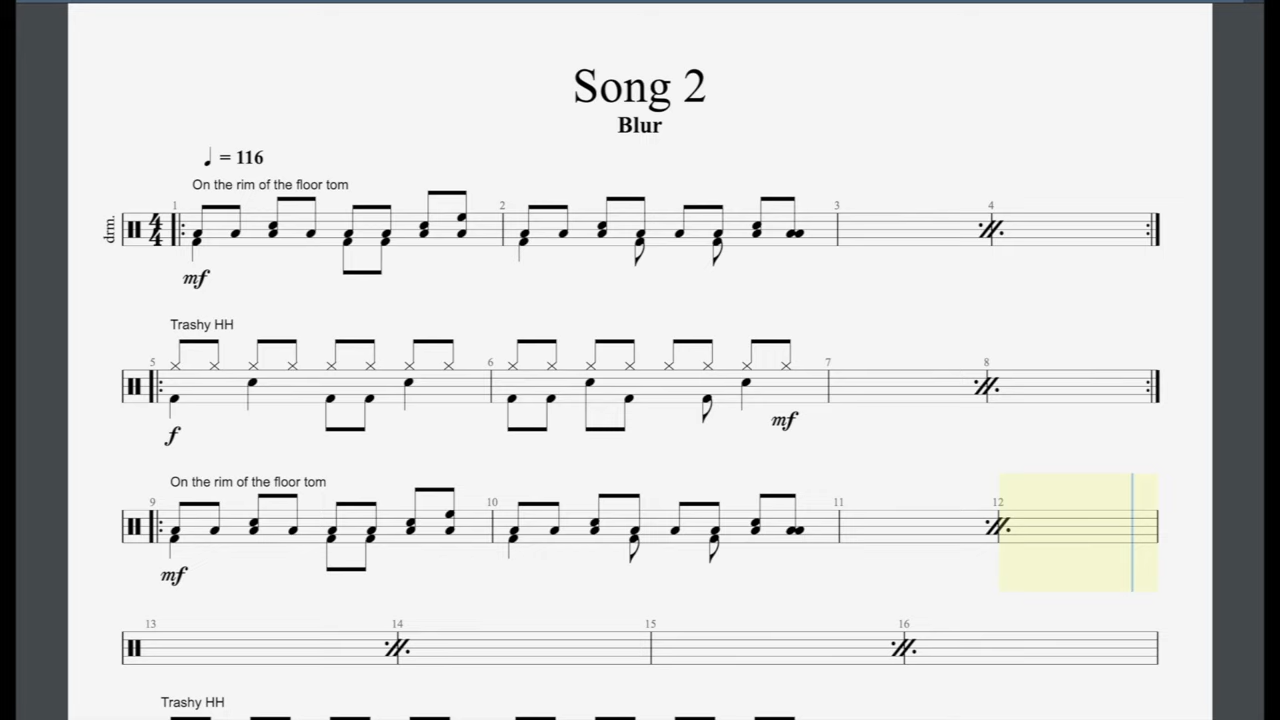 Song 2
Blur
♩ = 116
On the rim of the floor tom
drm.
1 2 3 4
4
4
mf
Trashy HH
5 6 7 8
f mf
On the rim of the floor tom
9 10 11 12
mf
13 14 15 16
Trashy HH